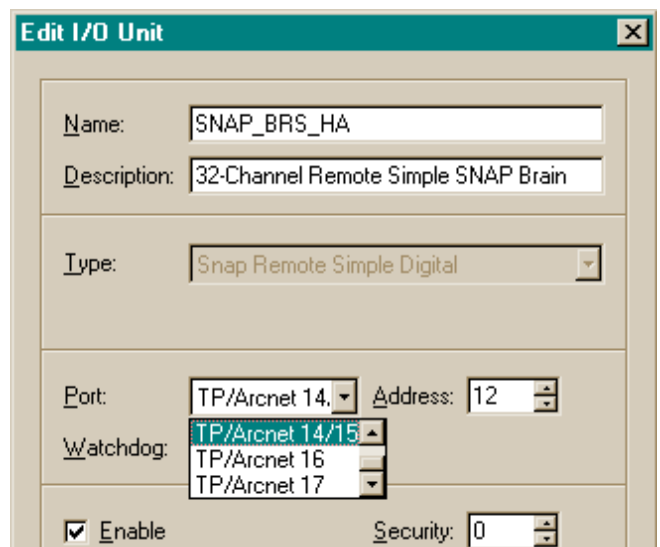 Edit I/O Unit
Name: SNAP_BRS_HA
Description: 32-Channel Remote Simple SNAP Brain
Type: Snap Remote Simple Digital
Port: TP/Arcnet 14. Address: 12
TP/Arcnet 14/15
Watchdog:
TP/Arcnet 16
TP/Arcnet 17
Enable Security: 0